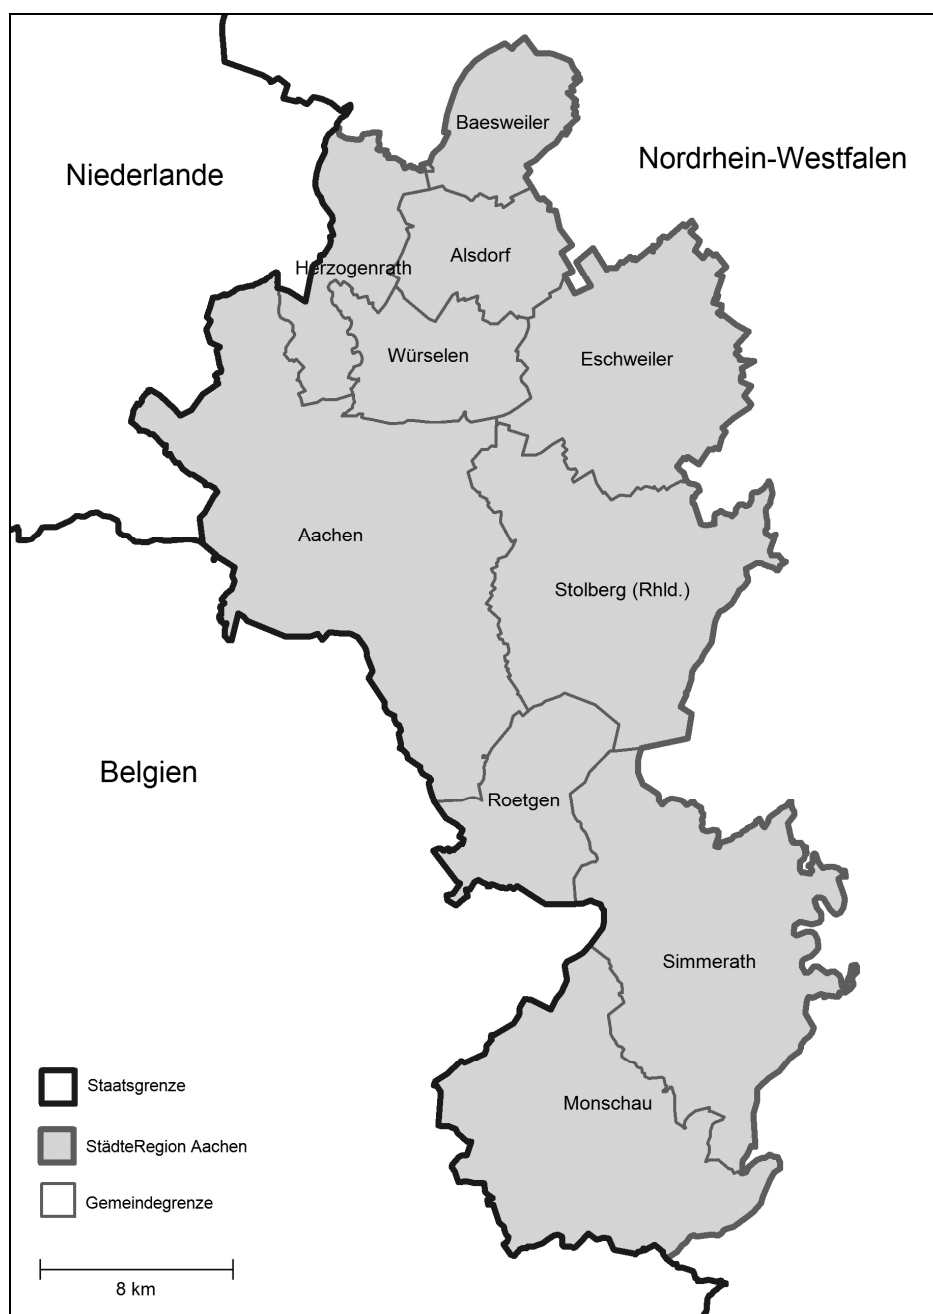 Baesweiler
Niederlande
Nordrhein-Westfalen
Alsdorf
Herzogenrath
Würselen
Eschweiler
Aachen
Stolberg (Rhld.)
Belgien
Roetgen
Simmerath
Monschau
Staatsgrenze
StädteRegion Aachen
Gemeindegrenze
8 km